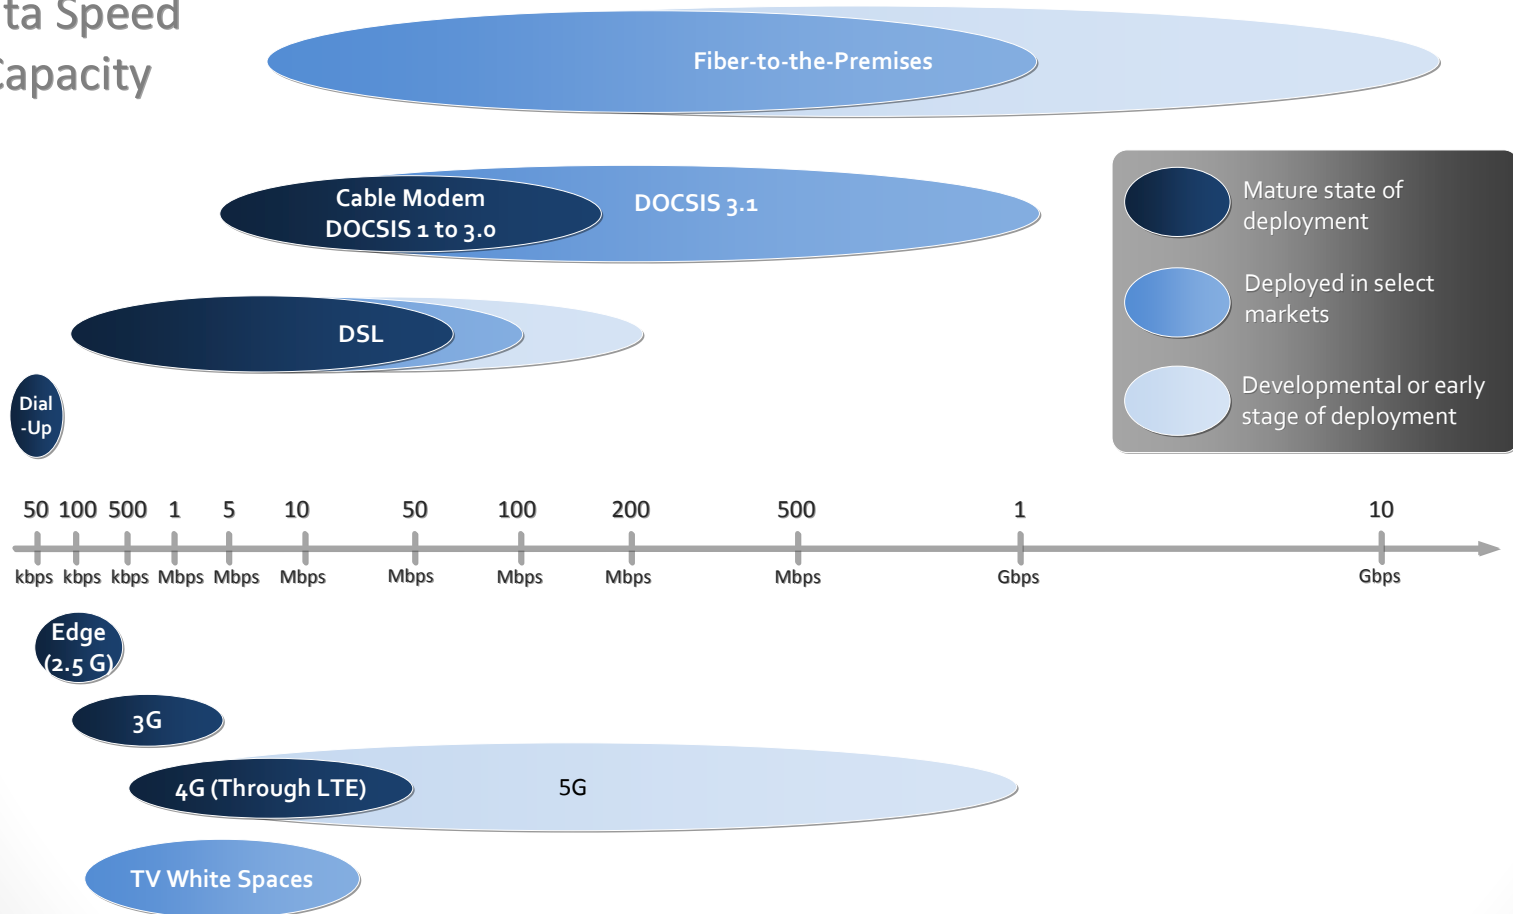 ta Speed
Capacity
Fiber-to-the-Premises
Cable Modem
DOCSIS 1 to 3.0
DOCSIS 3.1
DSL
Dial
-Up
Mature state of
deployment
Deployed in select
markets
Developmental or early
stage of deployment
50 100 500 1 5 10 50 100 200 500 1 10
kbps kbps kbps Mbps Mbps Mbps Mbps Mbps Mbps Mbps Gbps Gbps
Edge
(2.5 G)
3G
4G (Through LTE)
5G
TV White Spaces